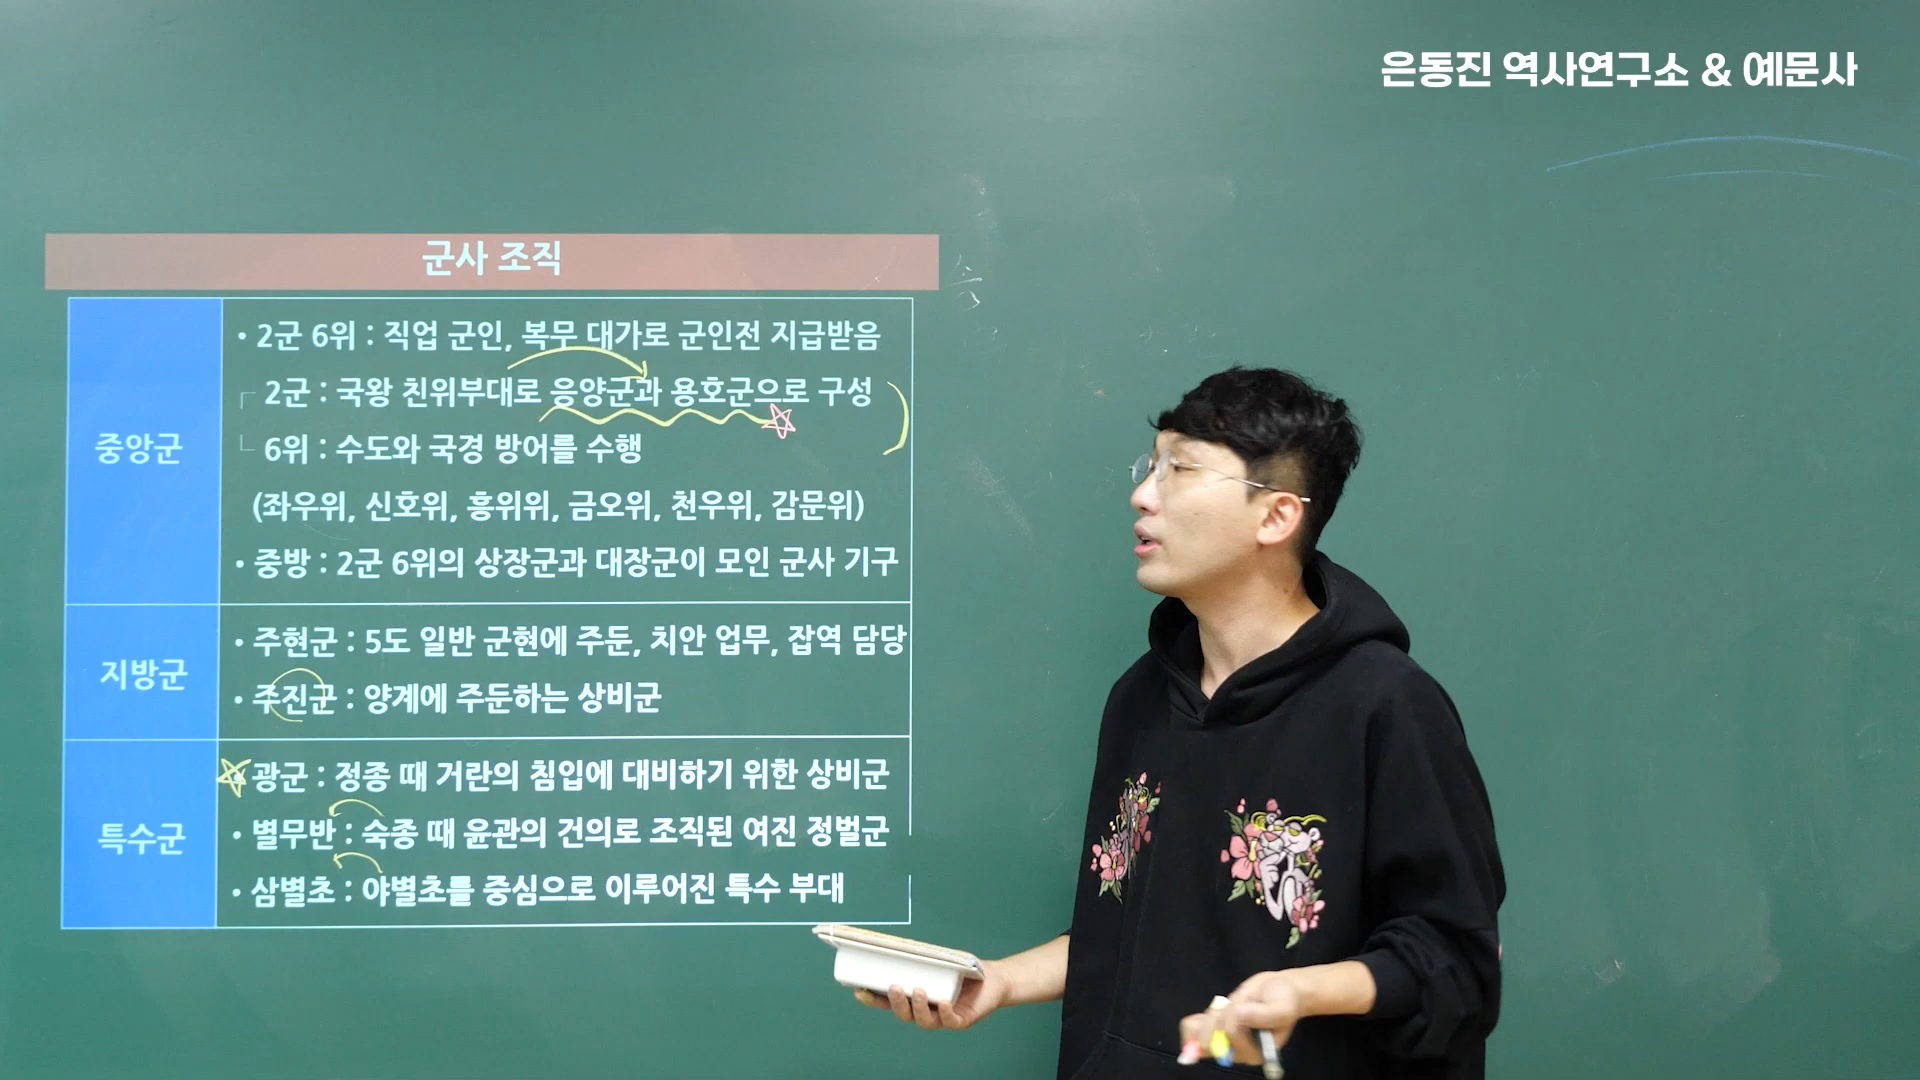 은동진 역사연구소 & 예문사
군사 조직
중앙군
• 2군 6위 : 직업 군인, 복무 대가로 군인전 지급받음
┌ 2군 : 국왕 친위부대로 응양군과 용호군으로 구성
└ 6위 : 수도와 국경 방어를 수행
(좌우위, 신호위, 흥위위, 금오위, 천우위, 감문위)
• 중방 : 2군 6위의 상장군과 대장군이 모인 군사 기구
지방군
• 주현군 : 5도 일반 군현에 주둔, 치안 업무, 잡역 담당
• 주진군 : 양계에 주둔하는 상비군
특수군
• 광군 : 정종 때 거란의 침입에 대비하기 위한 상비군
• 별무반 : 숙종 때 윤관의 건의로 조직된 여진 정벌군
• 삼별초 : 야별초를 중심으로 이루어진 특수 부대